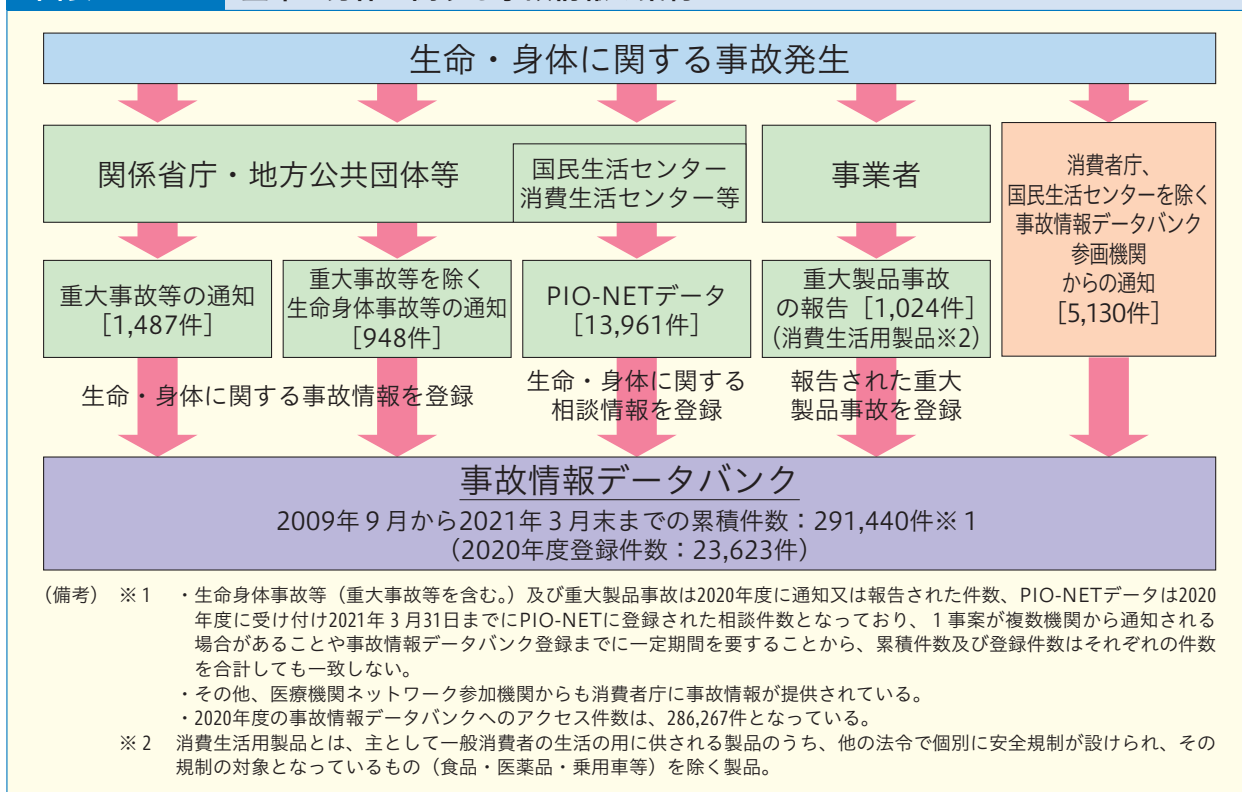 生命・身体に関する事故発生
関係省庁・地方公共団体等
国民生活センター
消費生活センター等
事業者
消費者庁、
国民生活センターを除く
事故情報データバンク
参画機関
からの通知
[5,130件]
重大事故等の通知
[1,487件]
重大事故等を除く
生命身体事故等の通知
[948件]
PIO-NETデータ
[13,961件]
重大製品事故
の報告［1,024件］
（消費生活用製品※2）
生命・身体に関する事故情報を登録
生命・身体に関する
相談情報を登録
報告された重大
製品事故を登録
事故情報データバンク
2009年９月から2021年３月末までの累積件数：291,440件※１
（2020年度登録件数：23,623件）
（備考） ※１ ・生命身体事故等（重大事故等を含む。）及び重大製品事故は2020年度に通知又は報告された件数、PIO-NETデータは2020
年度に受け付け2021年３月31日までにPIO-NETに登録された相談件数となっており、１事案が複数機関から通知される
場合があることや事故情報データバンク登録までに一定期間を要することから、累積件数及び登録件数はそれぞれの件数
を合計しても一致しない。
・その他、医療機関ネットワーク参加機関からも消費者庁に事故情報が提供されている。
・2020年度の事故情報データバンクへのアクセス件数は、286,267件となっている。
※２ 消費生活用製品とは、主として一般消費者の生活の用に供される製品のうち、他の法令で個別に安全規制が設けられ、その
規制の対象となっているもの（食品・医薬品・乗用車等）を除く製品。